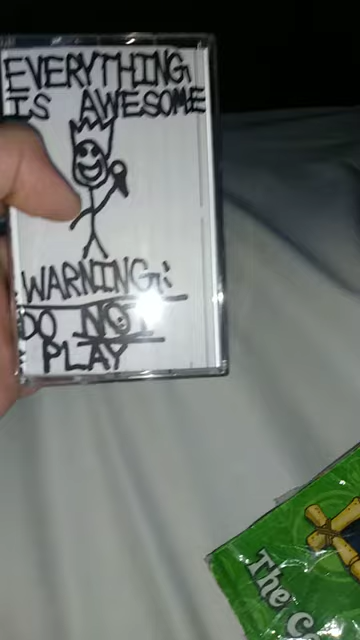 EVERYTHING
IS AWESOME
WARNING:
DO NOT
PLAY
The